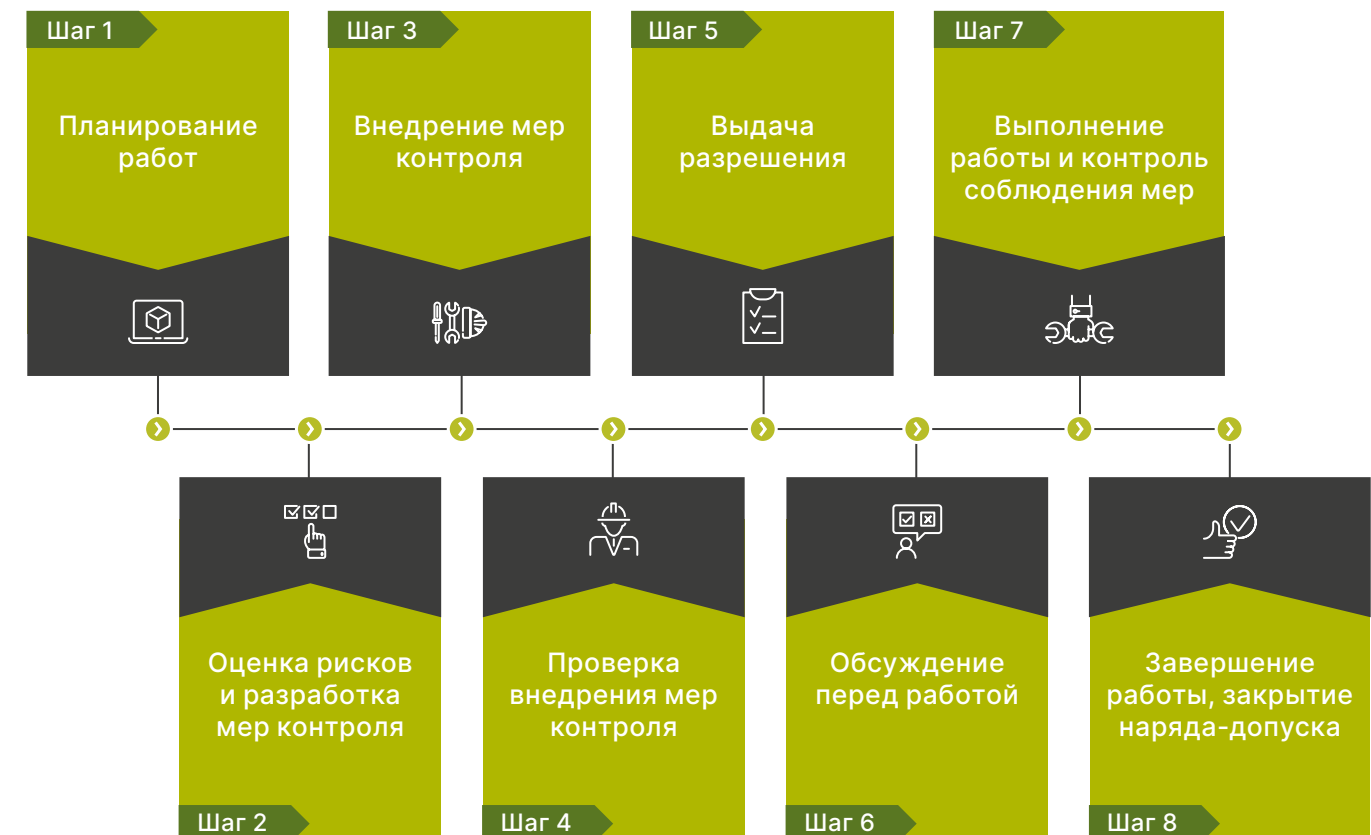 Шаг 1
Планирование
работ
Шаг 3
Внедрение мер
контроля
Шаг 5
Выдача
разрешения
Шаг 7
Выполнение
работы и контроль
соблюдения мер
Оценка рисков
и разработка
мер контроля
Шаг 2
Проверка
внедрения мер
контроля
Шаг 4
Обсуждение
перед работой
Шаг 6
Завершение
работы, закрытие
наряда-допуска
Шаг 8